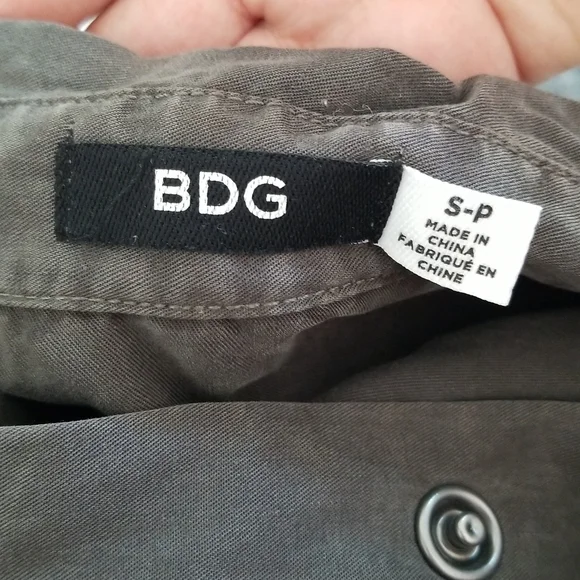 BDG
S-P
MADE IN
CHINA
FABRIQUÉ EN
CHINE